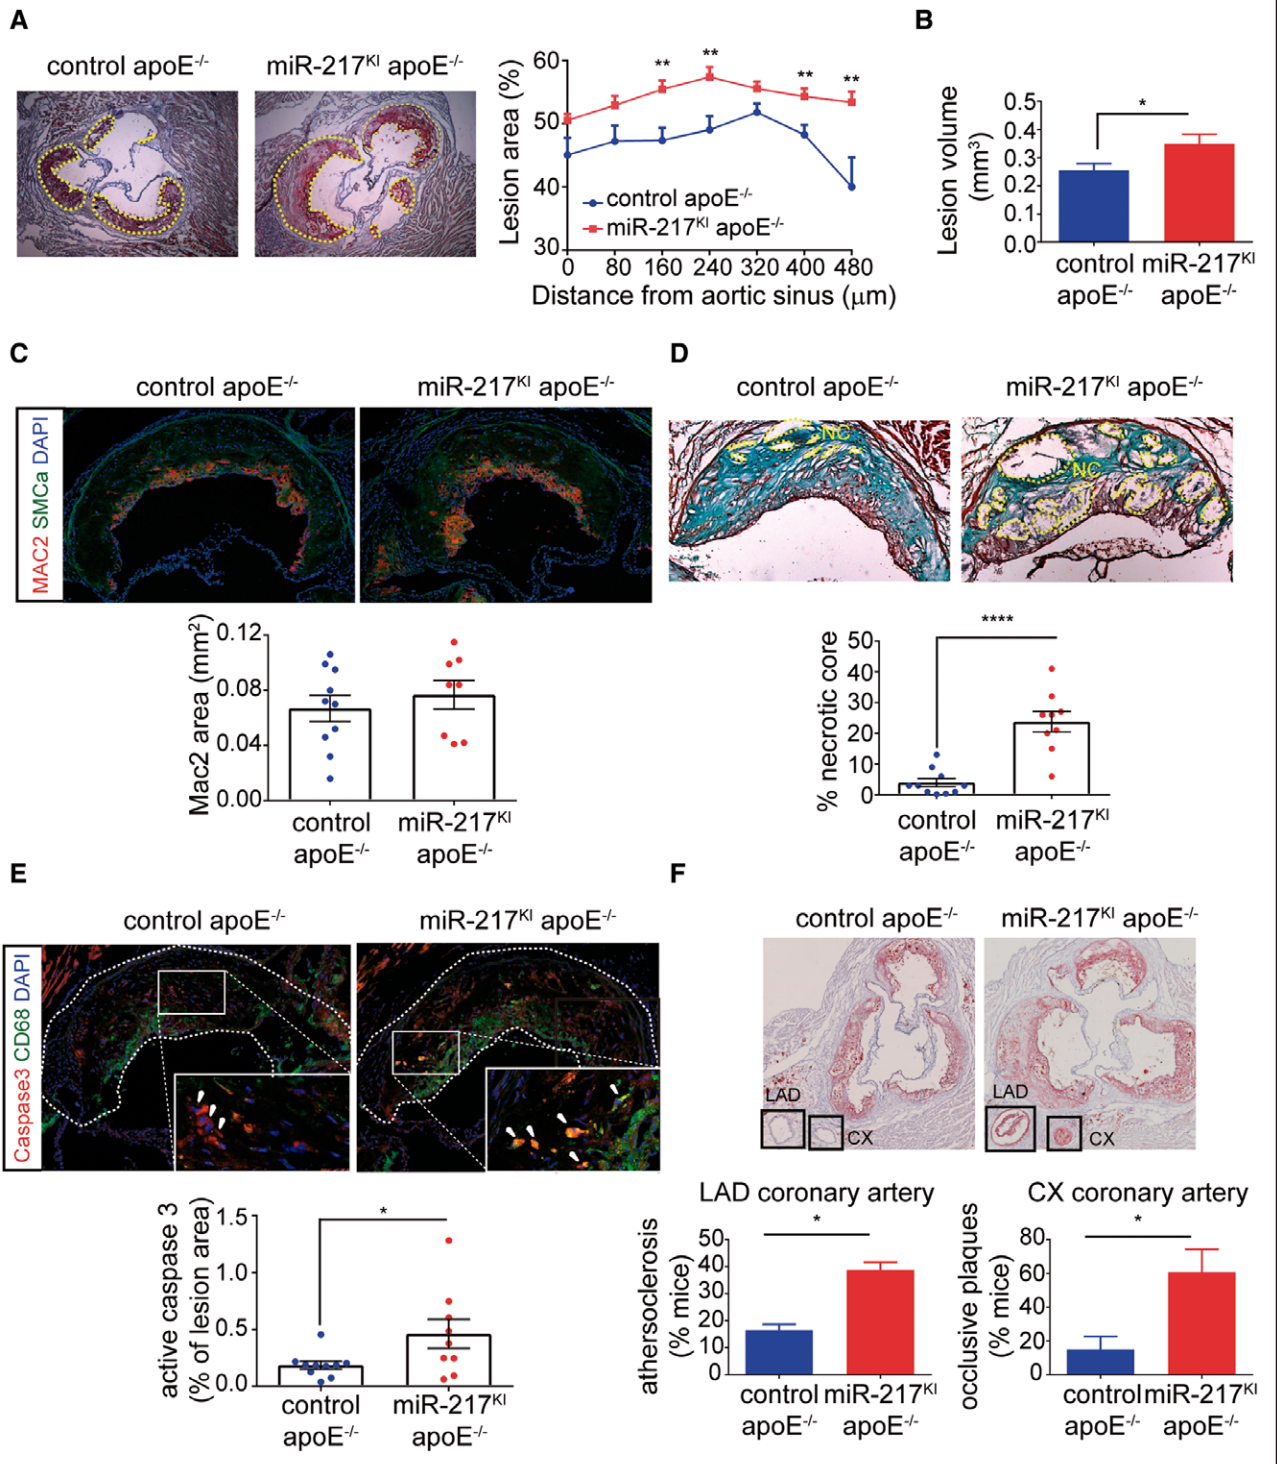 A
control apoE-/-
miR-217KI apoE-/-
Lesion area (%)
60
50
40
30
**
**
**
**
control apoE-/-
miR-217KI apoE-/-
0 80 160 240 320 400 480
Distance from aortic sinus (µm)
B
Lesion volume
(mm3)
0.5
0.4
0.3
0.2
0.1
0.0
*
control miR-217KI
apoE-/- apoE-/-
C
control apoE-/-
miR-217KI apoE-/-
MAC2 SMCa DAPI
Mac2 area (mm2)
0.12
0.08
0.04
0.00
control miR-217KI
apoE-/- apoE-/-
D
control apoE-/-
miR-217KI apoE-/-
NC
NC
% necrotic core
50
40
30
20
10
0
****
control miR-217KI
apoE-/- apoE-/-
E
control apoE-/-
miR-217KI apoE-/-
Caspase3 CD68 DAPI
active caspase 3
(% of lesion area)
1.5
1.0
0.5
0.0
*
control miR-217KI
apoE-/- apoE-/-
F
control apoE-/-
miR-217KI apoE-/-
LAD
CX
LAD
CX
LAD coronary artery
athersoclerosis
(% mice)
50
40
30
20
10
0
*
control miR-217KI
apoE-/- apoE-/-
CX coronary artery
occlusive plaques
(% mice)
80
60
40
20
0
*
control miR-217KI
apoE-/- apoE-/-